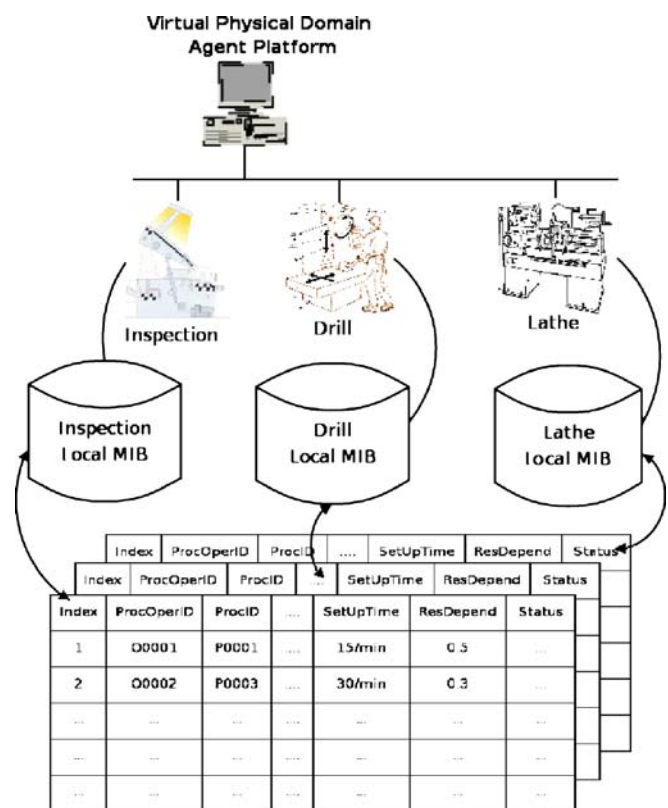 Virtual Physical Domain
Agent Platform
Inspection
Drill
Lathe
Inspection
Local MIB
Drill
Local MIB
Lathe
Local MIB
Index ProcOperID ProcID .... SetUpTime ResDepend Status
Index ProcOperID ProcID .... SetUpTime ResDepend Status
Index ProcOperID ProcID .... SetUpTime ResDepend Status
1 O0001 P0001 .... 15/min 0.5 ...
2 O0002 P0003 .... 30/min 0.3 ...
... ... ... ... ... ... ...
... ... ... ... ... ... ...
... ... ... ... ... ... ...